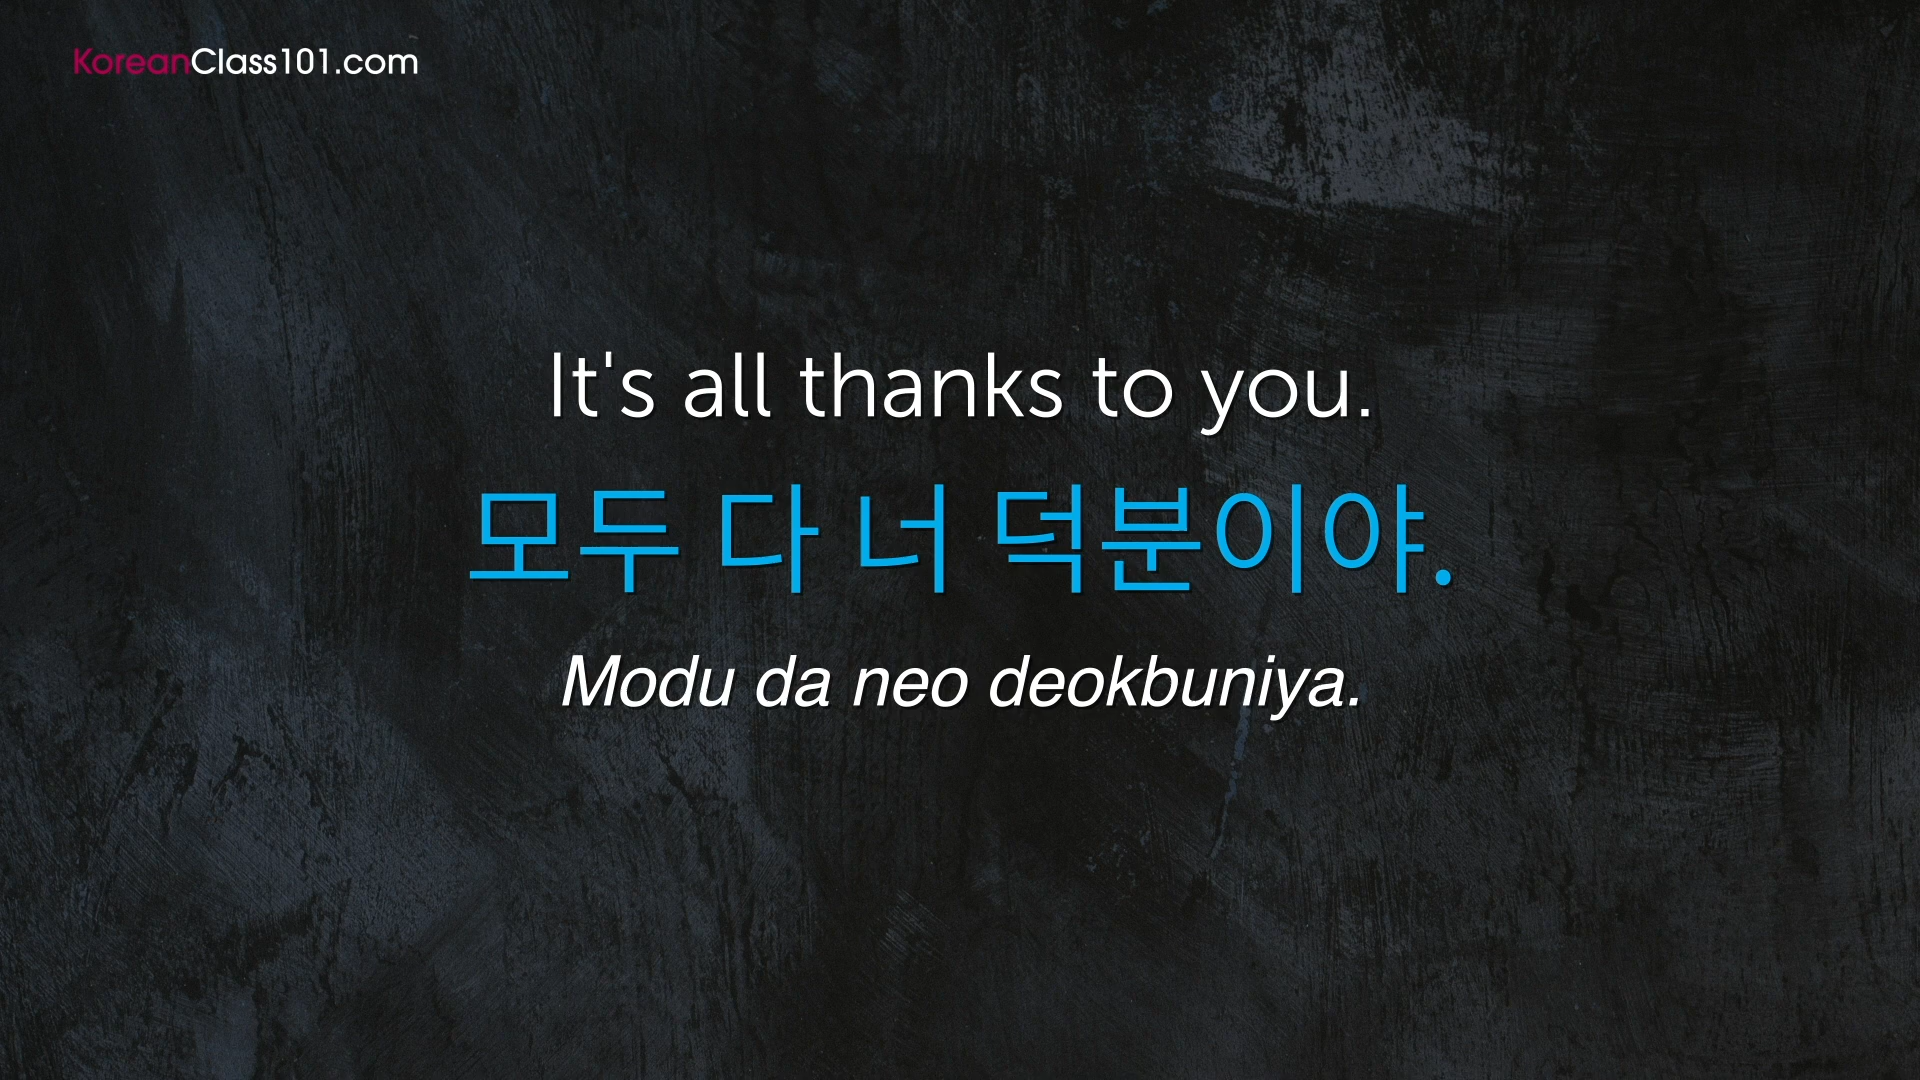 KoreanClass101.com
It's all thanks to you.
모두 다 너 덕분이야.
Modu da neo deokbuniya.